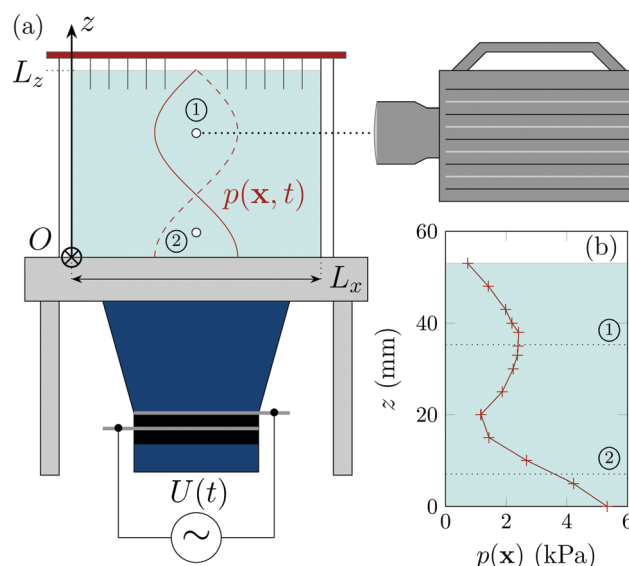 (a)
z
L_z
①
p(x, t)
②
O
L_x
U(t)
~
(b)
60
40
20
0
z (mm)
①
②
0 2 4 6
p(x) (kPa)